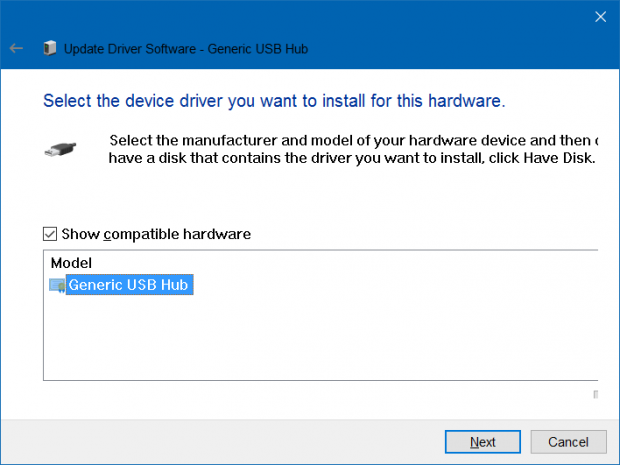 Update Driver Software - Generic USB Hub
Select the device driver you want to install for this hardware.
Select the manufacturer and model of your hardware device and then
have a disk that contains the driver you want to install, click Have Disk.
Show compatible hardware
Model
Generic USB Hub
Next
Cancel